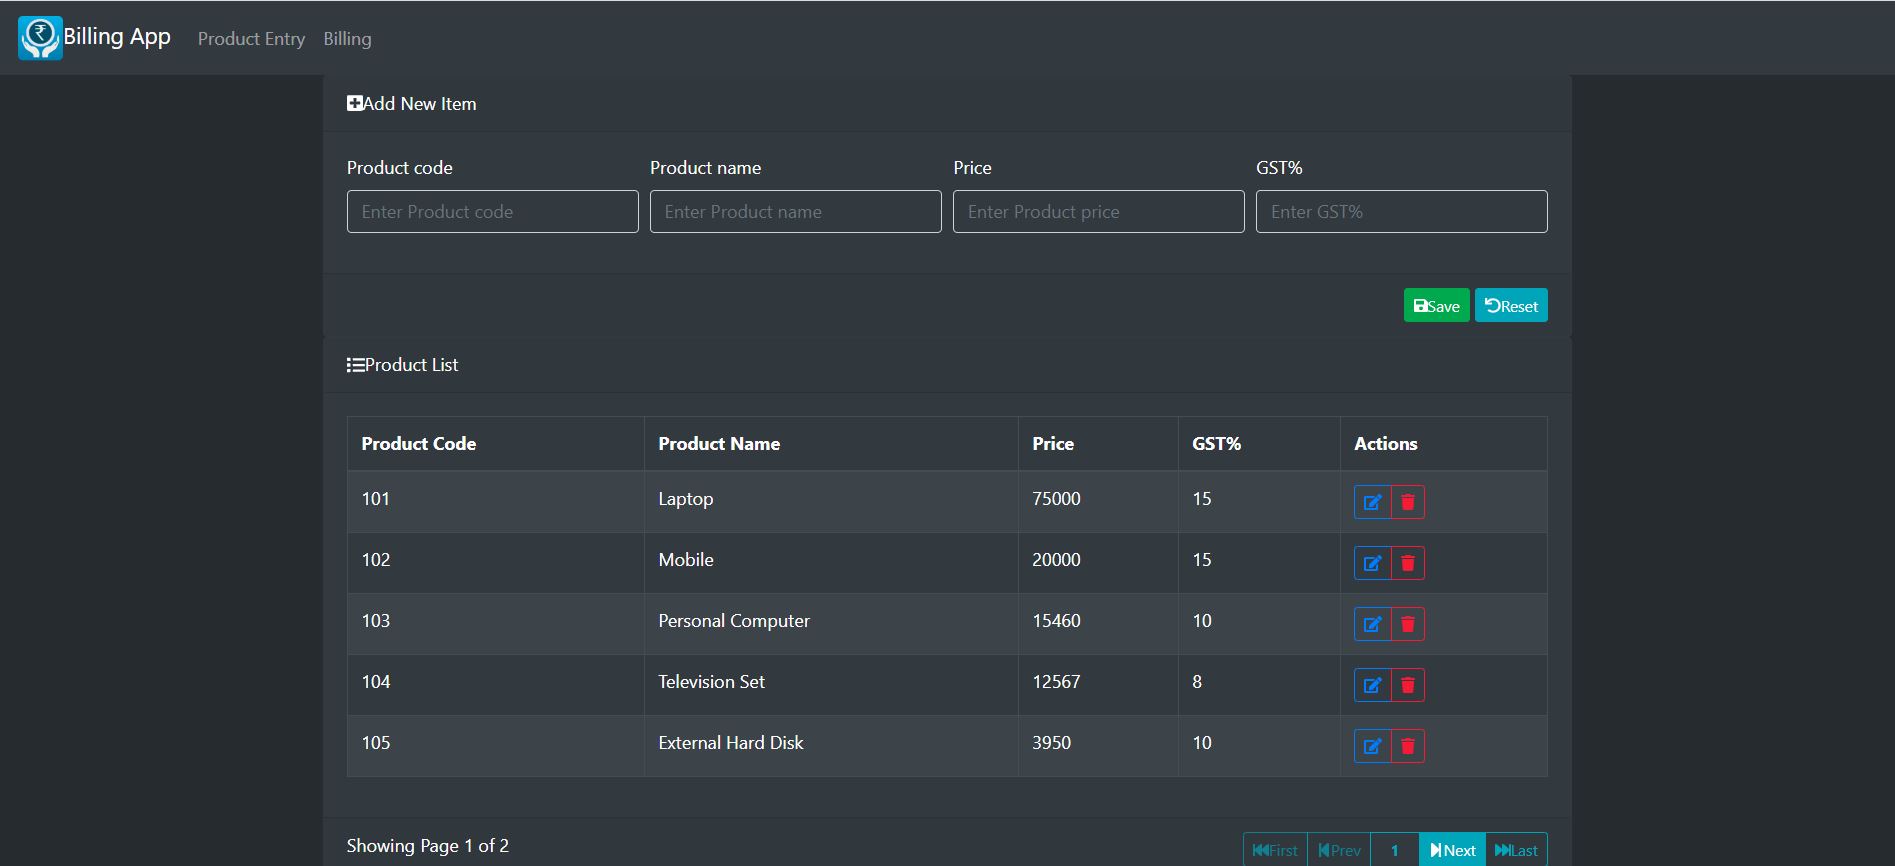 Billing App Product Entry Billing
Add New Item
Product code Product name Price GST%
Enter Product code Enter Product name Enter Product price Enter GST%
Save Reset
Product List
Product Code Product Name Price GST% Actions
101 Laptop 75000 15
102 Mobile 20000 15
103 Personal Computer 15460 10
104 Television Set 12567 8
105 External Hard Disk 3950 10
Showing Page 1 of 2 First Prev 1 Next Last